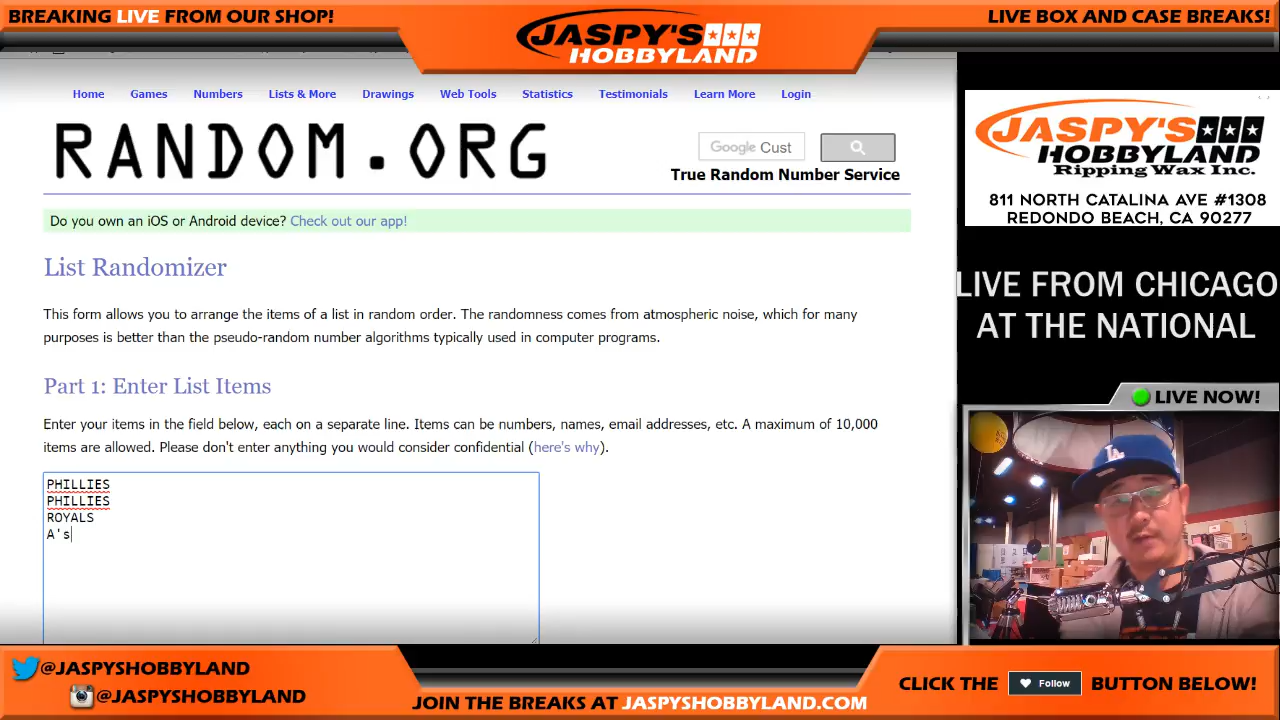 BREAKING LIVE FROM OUR SHOP!
JASPY'S
HOBBYLAND
LIVE BOX AND CASE BREAKS!
Home Games Numbers Lists & More Drawings Web Tools Statistics Testimonials Learn More Login
RANDOM.ORG
Google Cust
True Random Number Service
Do you own an iOS or Android device? Check out our app!
List Randomizer
This form allows you to arrange the items of a list in random order. The randomness comes from atmospheric noise, which for many
purposes is better than the pseudo-random number algorithms typically used in computer programs.
Part 1: Enter List Items
Enter your items in the field below, each on a separate line. Items can be numbers, names, email addresses, etc. A maximum of 10,000
items are allowed. Please don't enter anything you would consider confidential (here's why).
PHILLIES
PHILLIES
ROYALS
A's
JASPY'S
HOBBYLAND
Ripping Wax Inc.
811 NORTH CATALINA AVE #1308
REDONDO BEACH, CA 90277
LIVE FROM CHICAGO
AT THE NATIONAL
LIVE NOW!
@JASPYSHOBBYLAND
@JASPYSHOBBYLAND
JOIN THE BREAKS AT JASPYSHOBBYLAND.COM
CLICK THE Follow BUTTON BELOW!